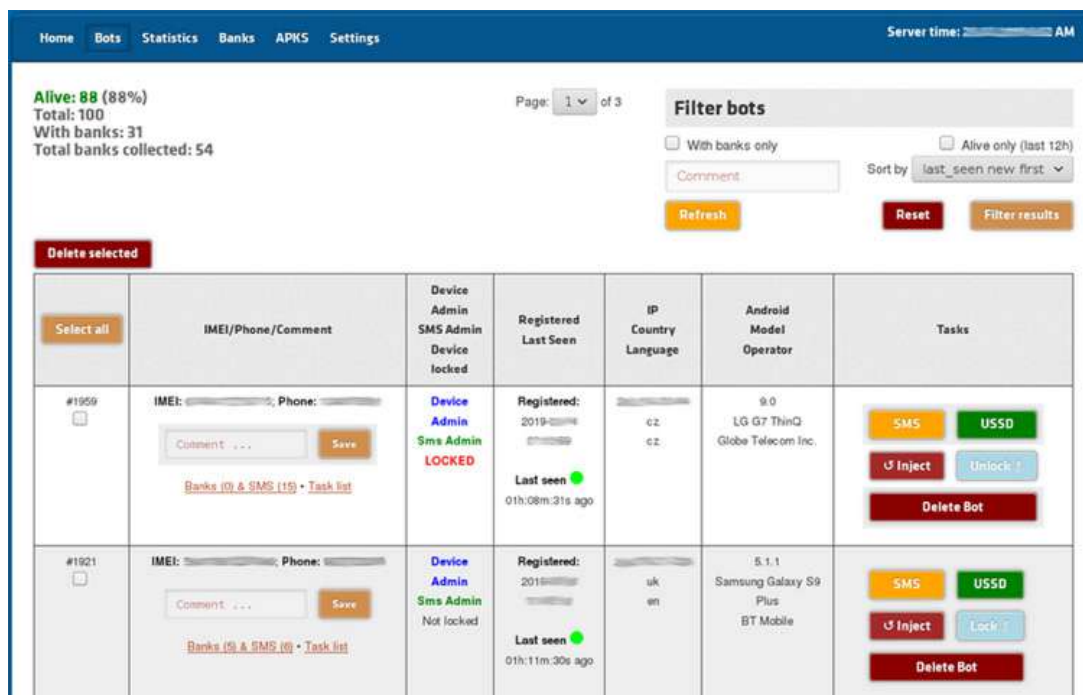 Home Bots Statistics Banks APKS Settings
Server time: AM
Alive: 88 (88%)
Total: 100
With banks: 31
Total banks collected: 54
Page: 1 of 3
Filter bots
With banks only
Alive only (last 12h)
Comment
Sort by last_seen new first
Refresh
Reset
Filter results
Delete selected
Select all
IMEI/Phone/Comment
Device
Admin
SMS Admin
Device
locked
Registered
Last Seen
IP
Country
Language
Android
Model
Operator
Tasks
#1959
IMEI: ; Phone:
Comment ...
Save
Banks (0) & SMS (15) • Task list
Device
Admin
Sms Admin
LOCKED
Registered:
2019-
Last seen
01h:08m:31s ago
cz
cz
9.0
LG G7 ThinQ
Globe Telecom Inc.
SMS
USSD
↺ Inject
Unlock !
Delete Bot
#1921
IMEI: ; Phone:
Comment ...
Save
Banks (5) & SMS (6) • Task list
Device
Admin
Sms Admin
Not locked
Registered:
2019-
Last seen
01h:11m:30s ago
uk
en
5.1.1
Samsung Galaxy S9
Plus
BT Mobile
SMS
USSD
↺ Inject
Lock !
Delete Bot